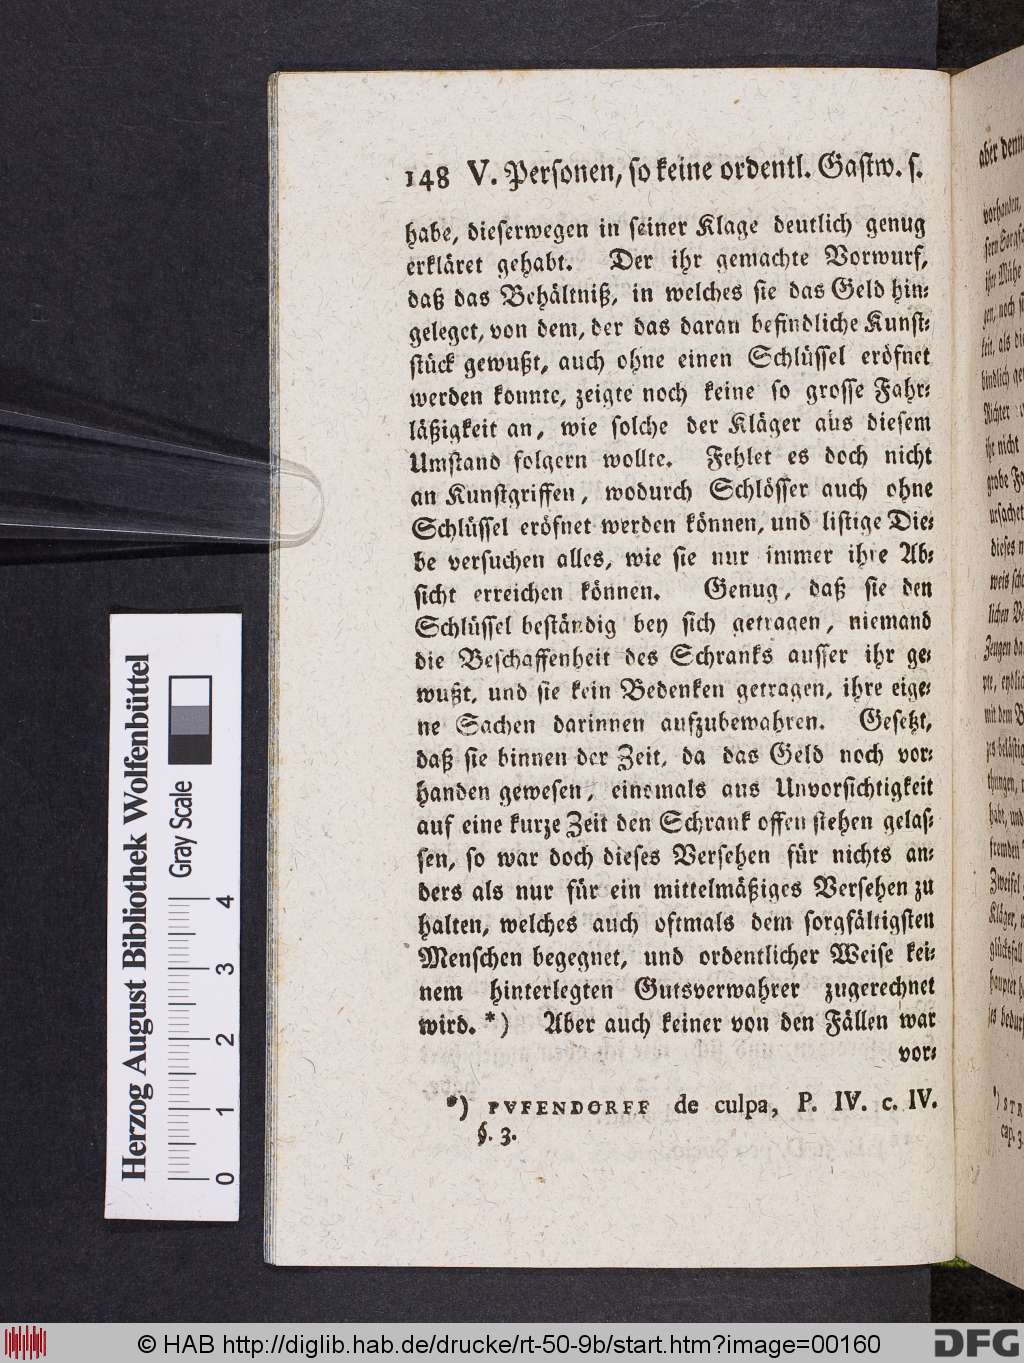 148 V. Personen, so keine ordentl. Gastw. s.
habe, dieserwegen in seiner Klage deutlich genug
erkläret gehabt. Der ihr gemachte Vorwurf,
daß das Behältniß, in welches sie das Geld hin⸗
geleget, von dem, der das daran befindliche Kunst⸗
stück gewußt, auch ohne einen Schlüssel eröfnet
werden konnte, zeigte noch keine so grosse Fahr⸗
läßigkeit an, wie solche der Kläger aus diesem
Umstand folgern wollte. Fehlet es doch nicht
an Kunstgriffen, wodurch Schlösser auch ohne
Schlüssel eröfnet werden können, und listige Die⸗
be versuchen alles, wie sie nur immer ihre Ab⸗
sicht erreichen können. Genug, daß sie den
Schlüssel beständig bey sich getragen, niemand
die Beschaffenheit des Schranks ausser ihr ge⸗
wußt, und sie kein Bedenken getragen, ihre eige⸗
ne Sachen darinnen aufzubewahren. Gesetzt,
daß sie binnen der Zeit, da das Geld noch vor⸗
handen gewesen, einsmals aus Unvorsichtigkeit
auf eine kurze Zeit den Schrank offen stehen gelas⸗
sen, so war doch dieses Versehen für nichts an⸗
ders als nur für ein mittelmäßiges Versehen zu
halten, welches auch oftmals dem sorgfältigsten
Menschen begegnet, und ordentlicher Weise kei⸗
nem hinterlegten Gutsverwahrer zugerechnet
wird. *) Aber auch keiner von den Fällen war
vor⸗
*) PVFENDORFF de culpa, P. IV. c. IV.
§. 3.
Herzog August Bibliothek Wolfenbüttel
Gray Scale
0 1 2 3 4
© HAB http://diglib.hab.de/drucke/rt-50-9b/start.htm?image=00160
DFG